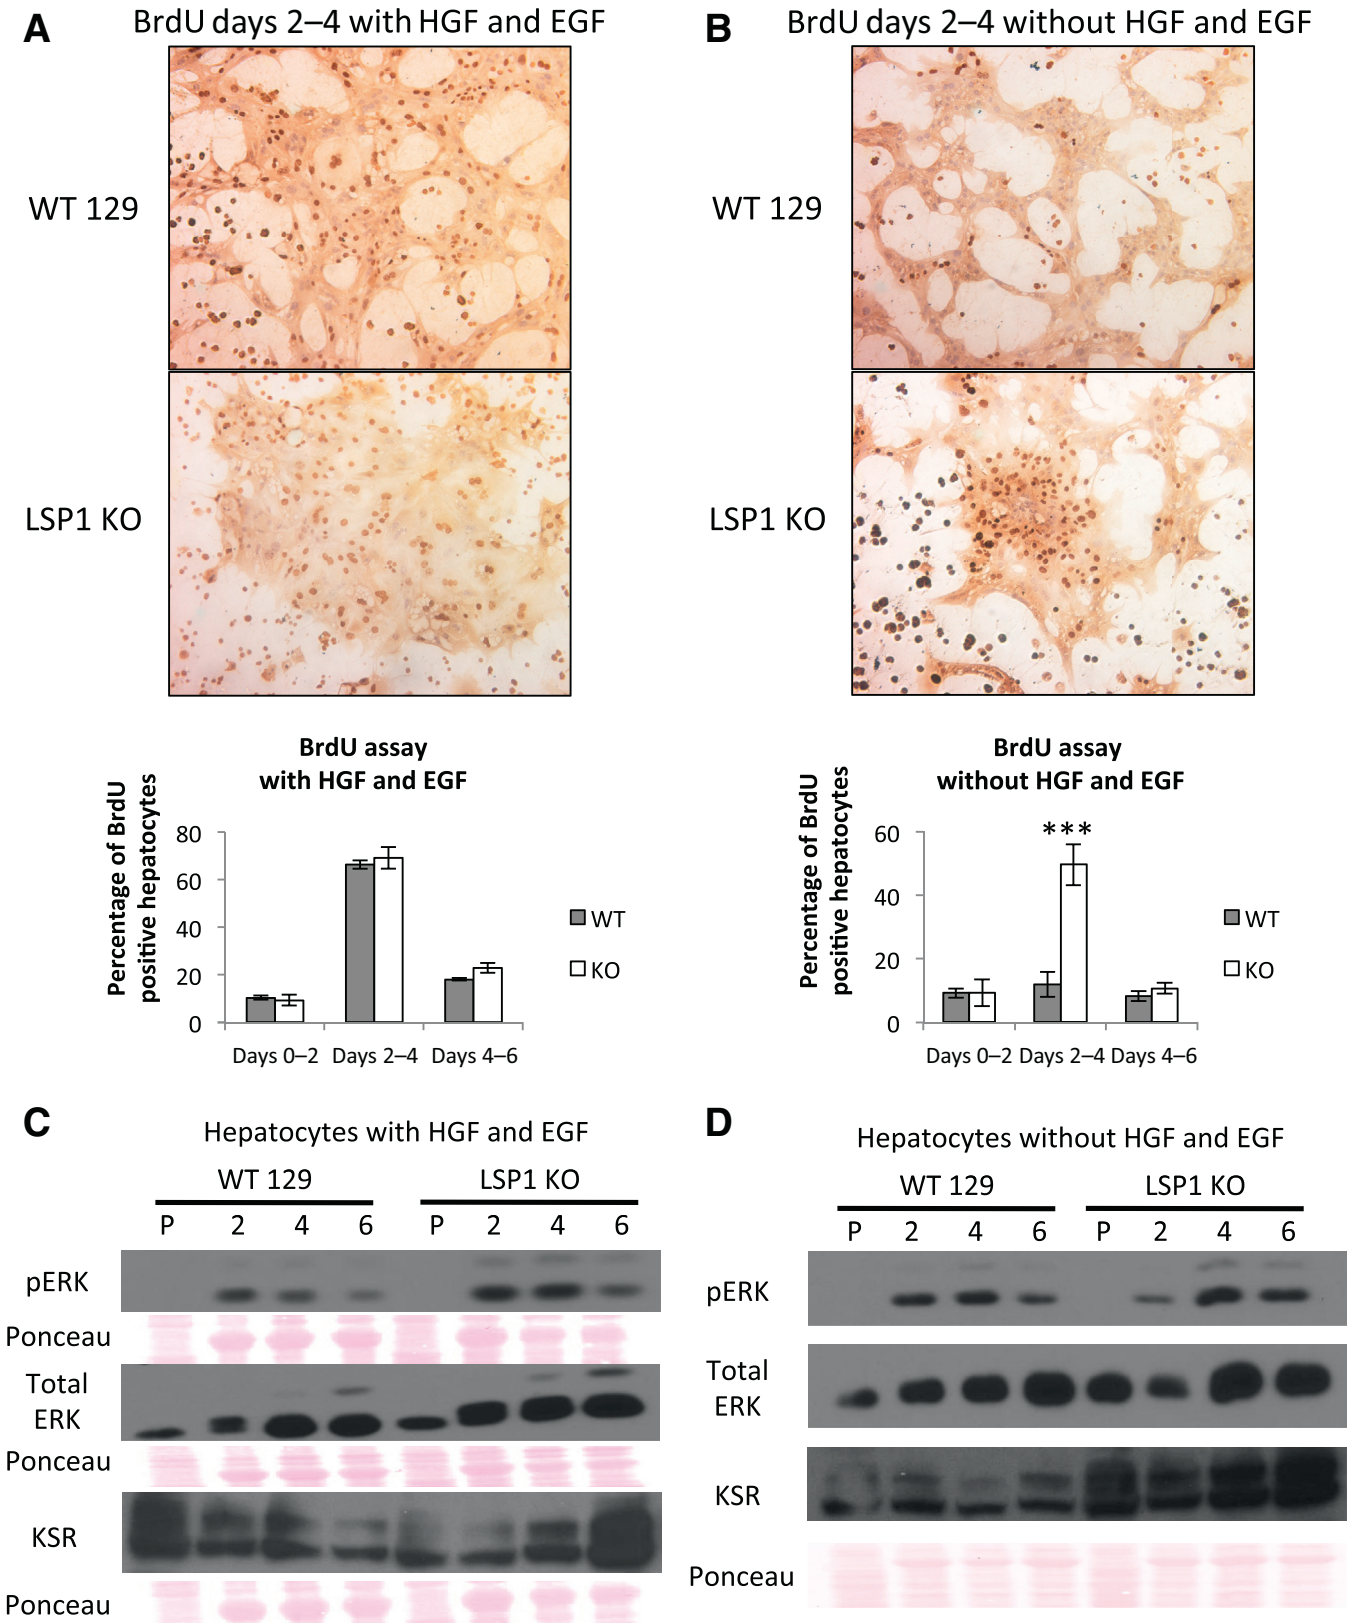 A
BrdU days 2–4 with HGF and EGF
WT 129
LSP1 KO
BrdU assay
with HGF and EGF
Percentage of BrdU
positive hepatocytes
80
60
40
20
0
Days 0–2 Days 2–4 Days 4–6
WT
KO
B
BrdU days 2–4 without HGF and EGF
WT 129
LSP1 KO
BrdU assay
without HGF and EGF
Percentage of BrdU
positive hepatocytes
60
40
20
0
***
Days 0–2 Days 2–4 Days 4–6
WT
KO
C
Hepatocytes with HGF and EGF
WT 129 LSP1 KO
P 2 4 6 P 2 4 6
pERK
Ponceau
Total
ERK
Ponceau
KSR
Ponceau
D
Hepatocytes without HGF and EGF
WT 129 LSP1 KO
P 2 4 6 P 2 4 6
pERK
Total
ERK
KSR
Ponceau